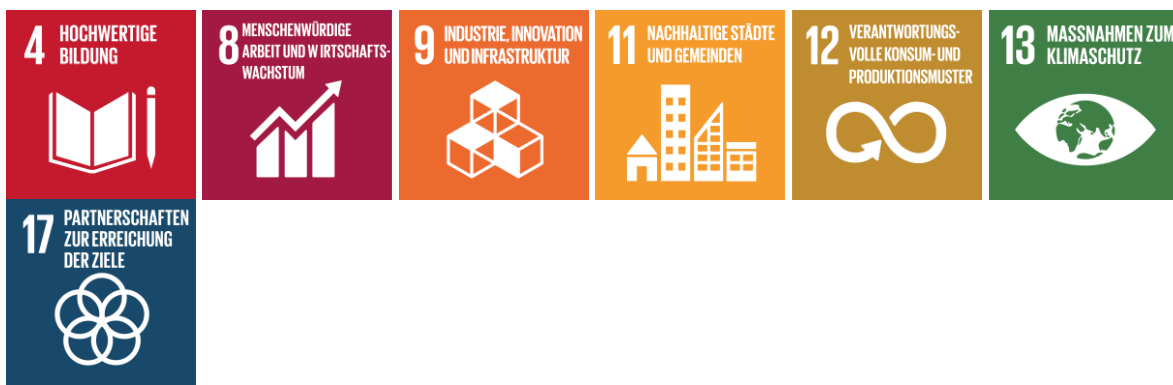 4 HOCHWERTIGE
BILDUNG
8 MENSCHENWÜRDIGE
ARBEIT UND WIRTSCHAFTS-
WACHSTUM
9 INDUSTRIE, INNOVATION
UND INFRASTRUKTUR
11 NACHHALTIGE STÄDTE
UND GEMEINDEN
12 VERANTWORTUNGS-
VOLLE KONSUM- UND
PRODUKTIONSMUSTER
13 MASSNAHMEN ZUM
KLIMASCHUTZ
17 PARTNERSCHAFTEN
ZUR ERREICHUNG
DER ZIELE